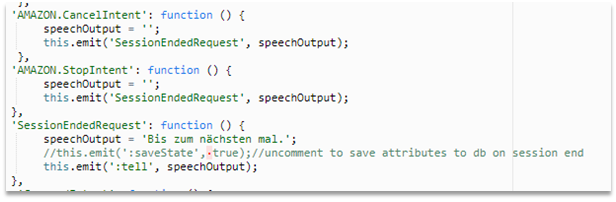 },
'AMAZON.CancelIntent': function () {
speechOutput = '';
this.emit('SessionEndedRequest', speechOutput);
},
'AMAZON.StopIntent': function () {
speechOutput = '';
this.emit('SessionEndedRequest', speechOutput);
},
'SessionEndedRequest': function () {
speechOutput = 'Bis zum nächsten mal.';
//this.emit(':saveState',·true);//uncomment to save attributes to db on session end
this.emit(':tell', speechOutput);
},